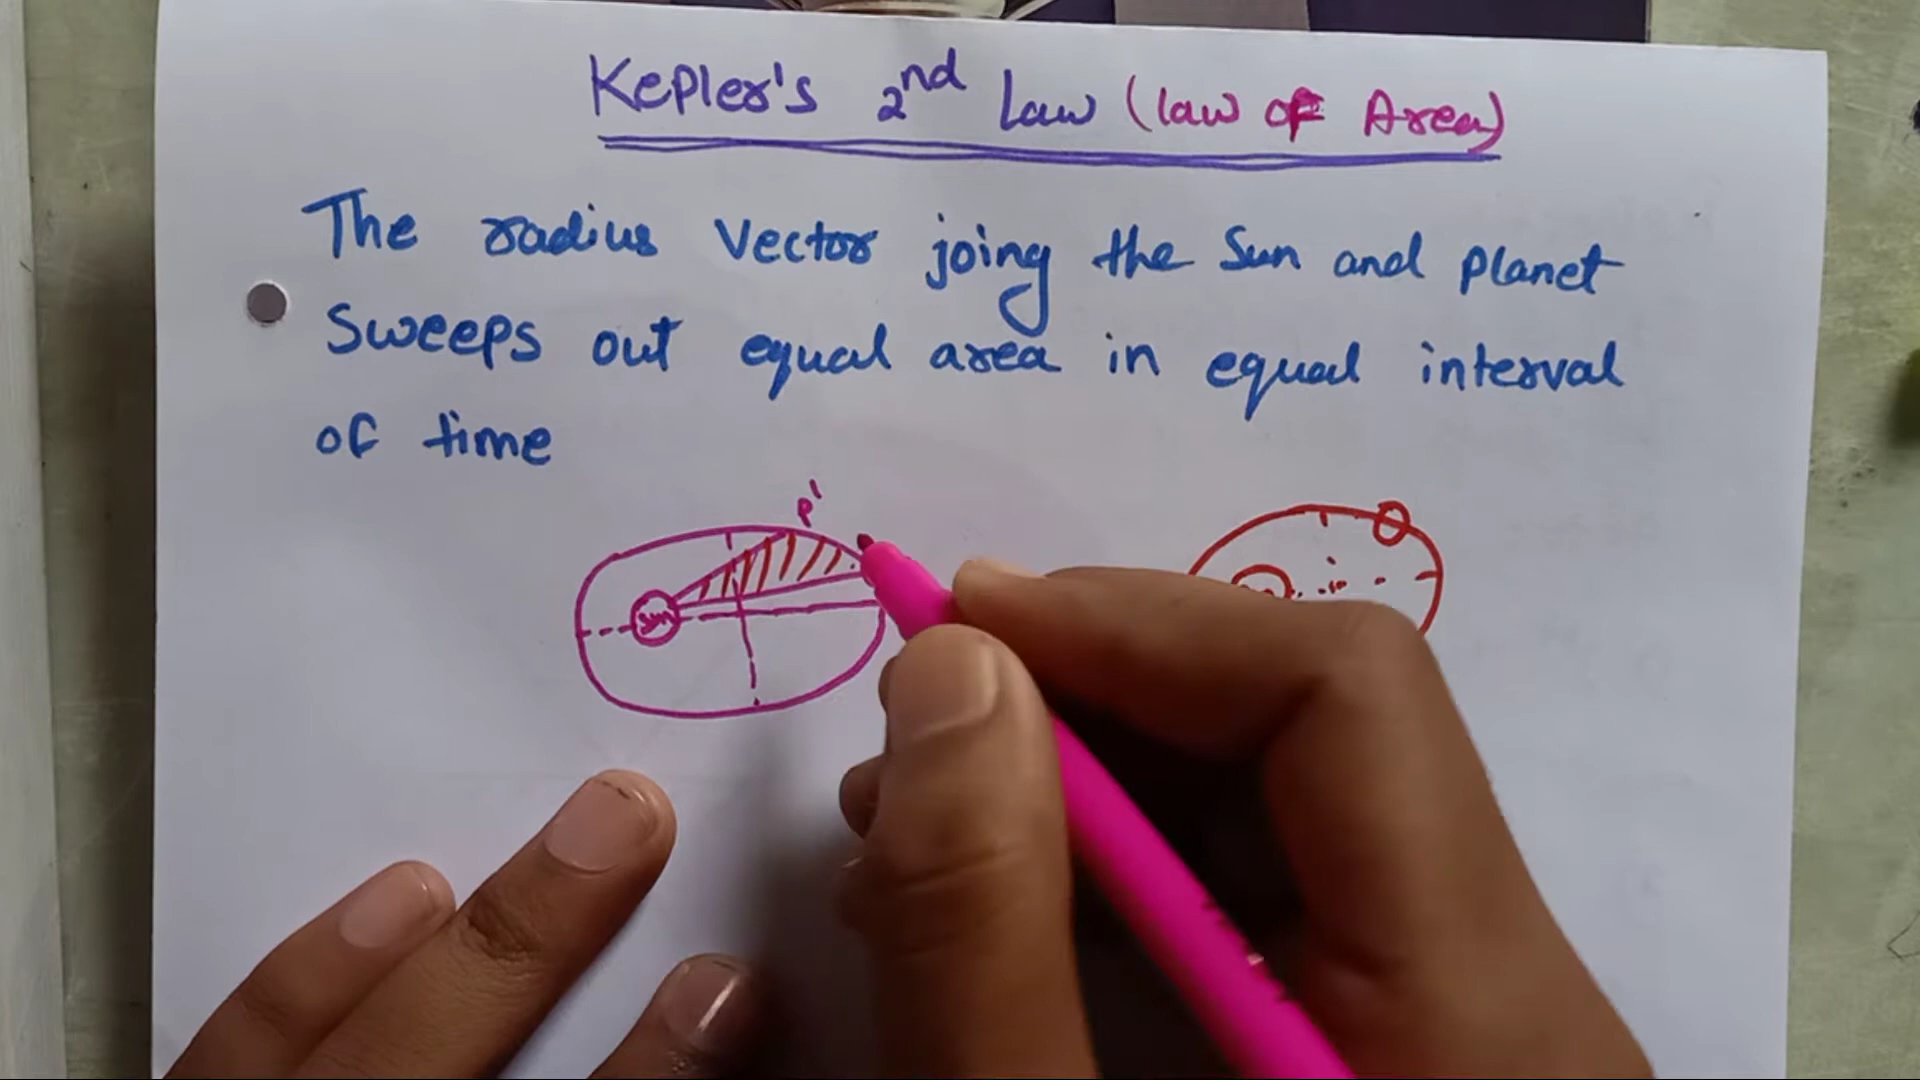 Kepler's 2nd Law (law of Area)
The radius Vector joing the Sun and Planet
Sweeps out equal area in equal interval
of time
P'
Sun